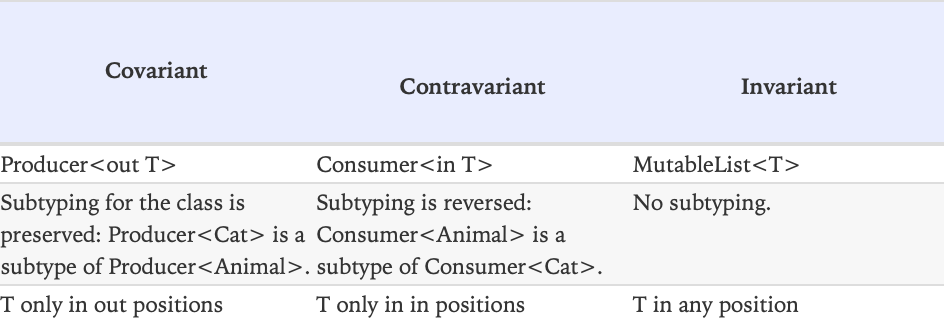 Covariant
Contravariant
Invariant
Producer<out T>
Consumer<in T>
MutableList<T>
Subtyping for the class is
preserved: Producer<Cat> is a
subtype of Producer<Animal>.
Subtyping is reversed:
Consumer<Animal> is a
subtype of Consumer<Cat>.
No subtyping.
T only in out positions
T only in in positions
T in any position